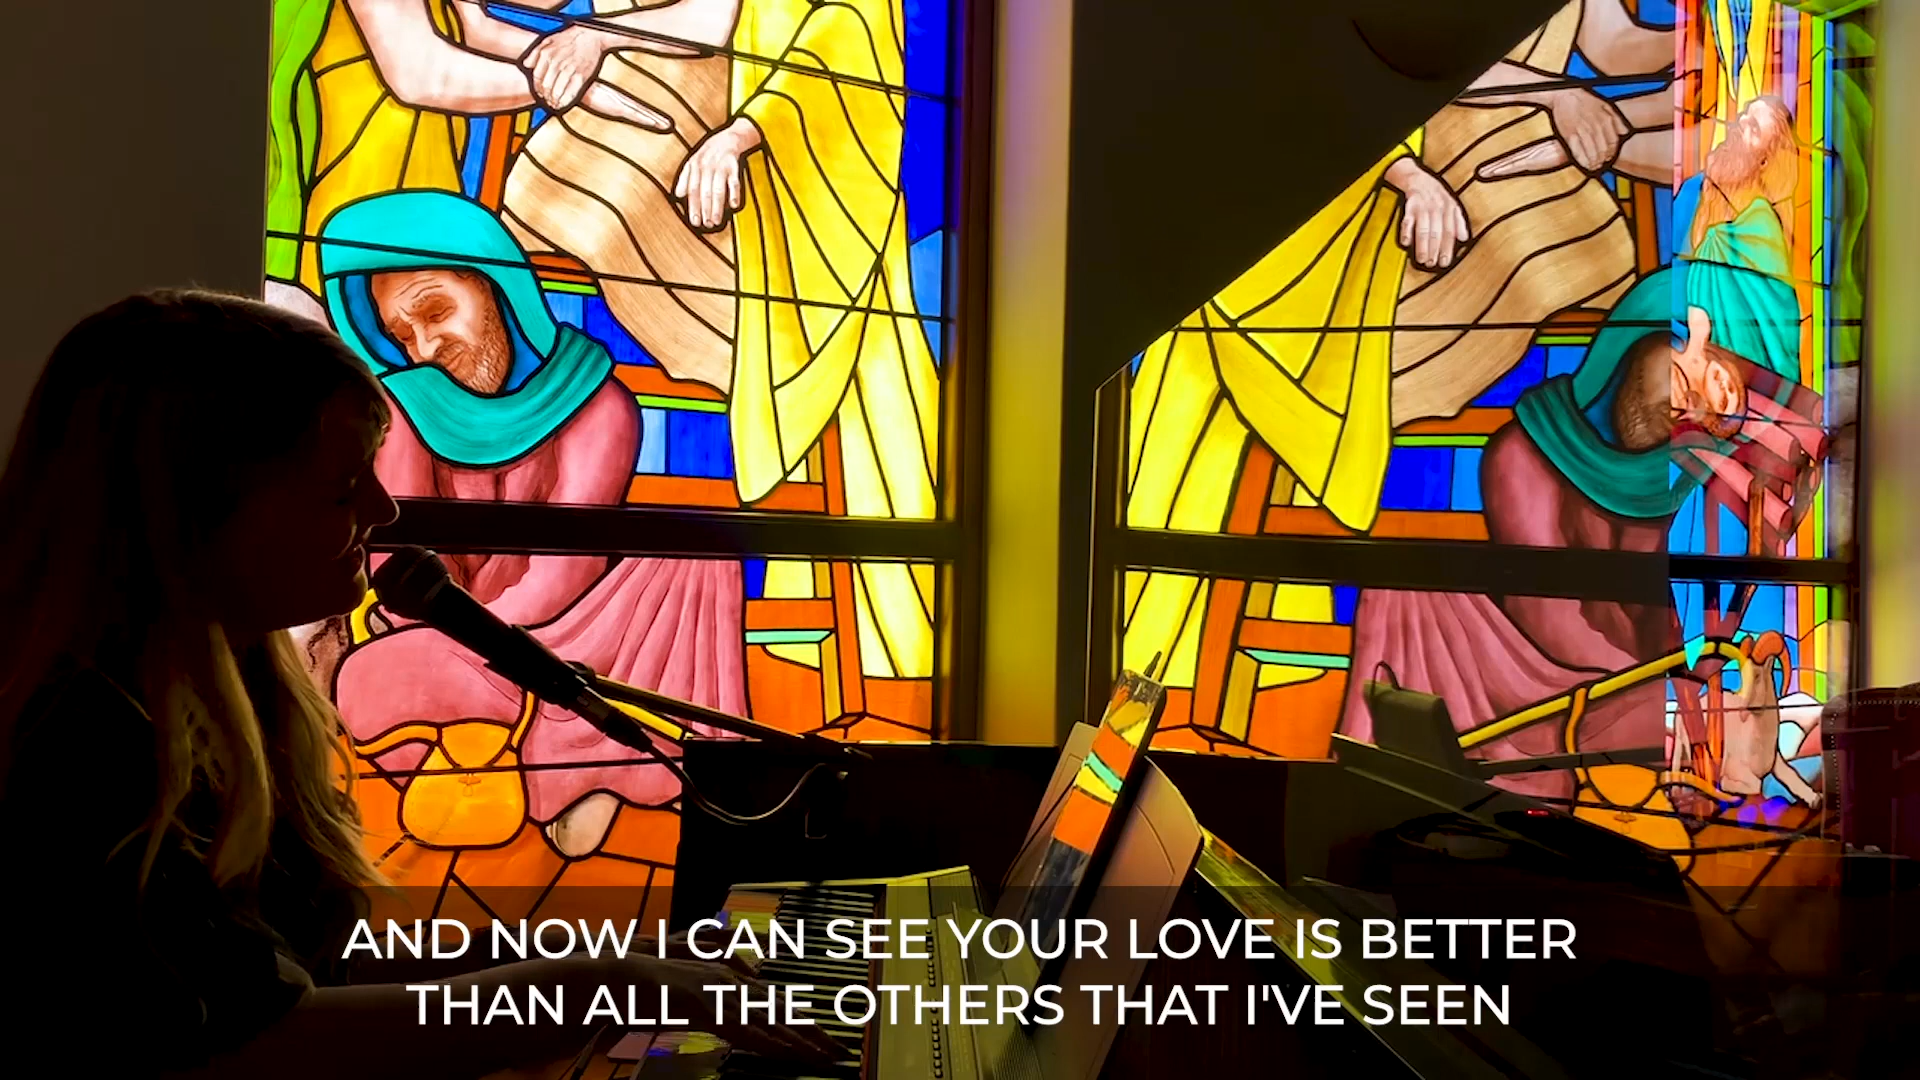 AND NOW I CAN SEE YOUR LOVE IS BETTER
THAN ALL THE OTHERS THAT I'VE SEEN